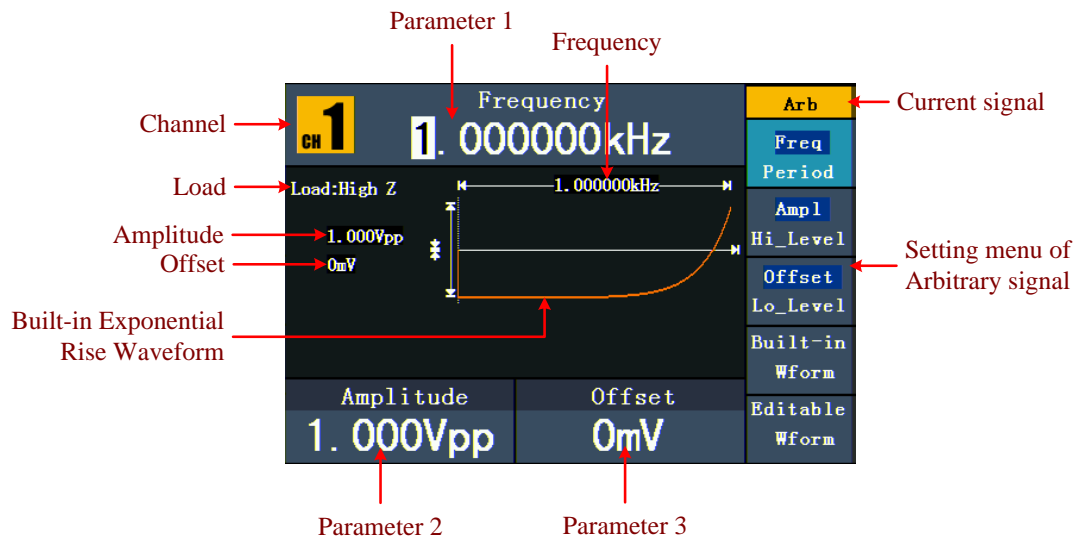 Parameter 1
Frequency
Channel
Load
Amplitude
Offset
Built-in Exponential
Rise Waveform
CH 1
Frequency
1.000000kHz
Load:High Z
1.000000kHz
1.000Vpp
0mV
Amplitude
1.000Vpp
Offset
0mV
Arb
Freq
Period
Ampl
Hi_Level
Offset
Lo_Level
Built-in
Wform
Editable
Wform
Current signal
Setting menu of
Arbitrary signal
Parameter 2
Parameter 3